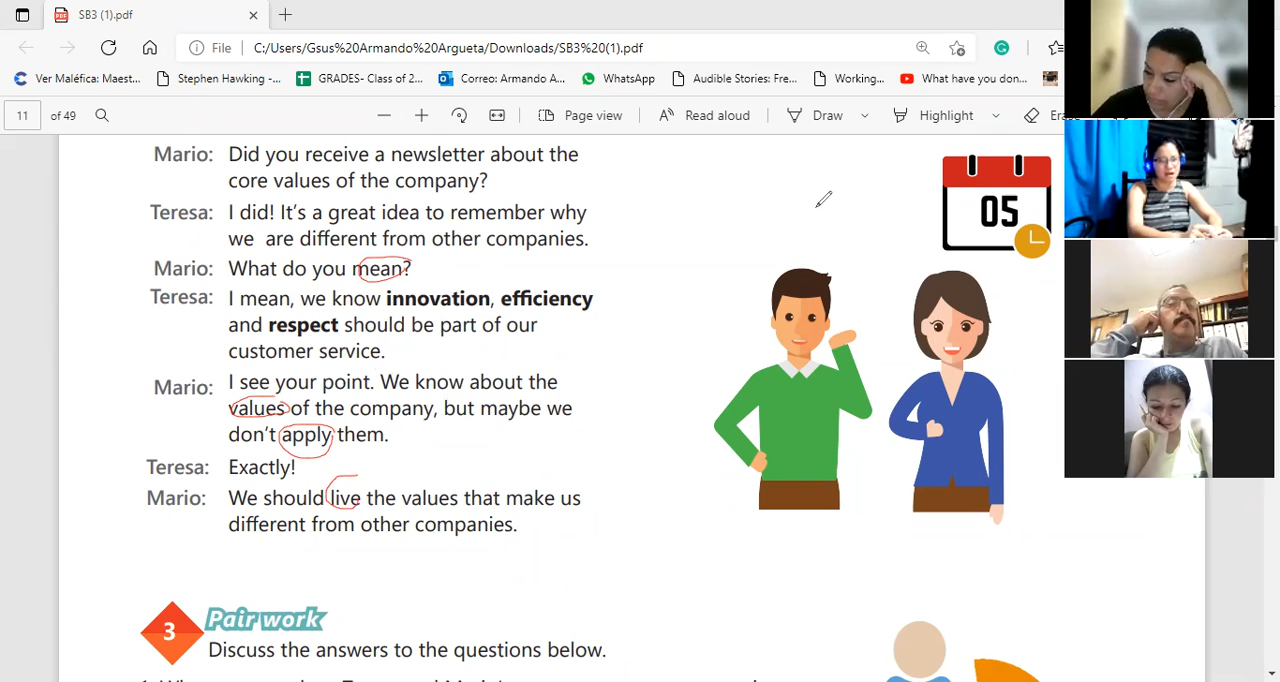 SB3 (1).pdf
File
C:/Users/Gsus%20Armando%20Argueta/Downloads/SB3%20(1).pdf
Ver Maléfica: Maest...
Stephen Hawking -...
GRADES- Class of 2...
Correo: Armando A...
WhatsApp
Audible Stories: Fre...
Working...
What have you don...
11 of 49
Page view
Read aloud
Draw
Highlight
Mario: Did you receive a newsletter about the
core values of the company?
Teresa: I did! It's a great idea to remember why
we are different from other companies.
Mario: What do you mean?
Teresa: I mean, we know innovation, efficiency
and respect should be part of our
customer service.
Mario: I see your point. We know about the
values of the company, but maybe we
don't apply them.
Teresa: Exactly!
Mario: We should live the values that make us
different from other companies.
05
3 Pair work
Discuss the answers to the questions below.